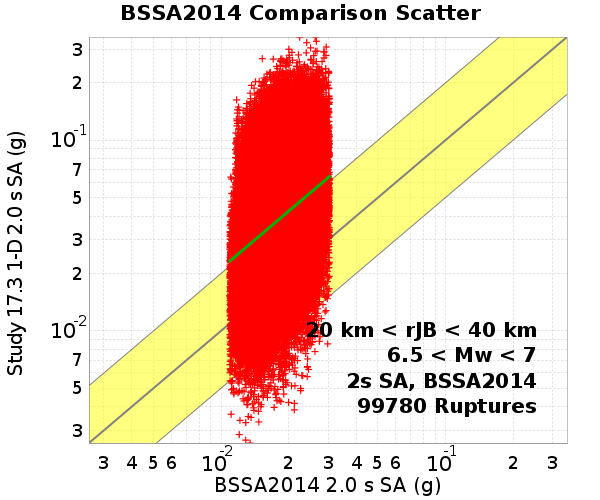 BSSA2014 Comparison Scatter
Study 17.3 1-D 2.0 s SA (g)
3
2
10-1
7
5
3
2
10-2
7
5
3
20 km < rJB < 40 km
6.5 < Mw < 7
2s SA, BSSA2014
99780 Ruptures
3 4 5 6 10-2 2 3 4 5 6 10-1 2 3
BSSA2014 2.0 s SA (g)